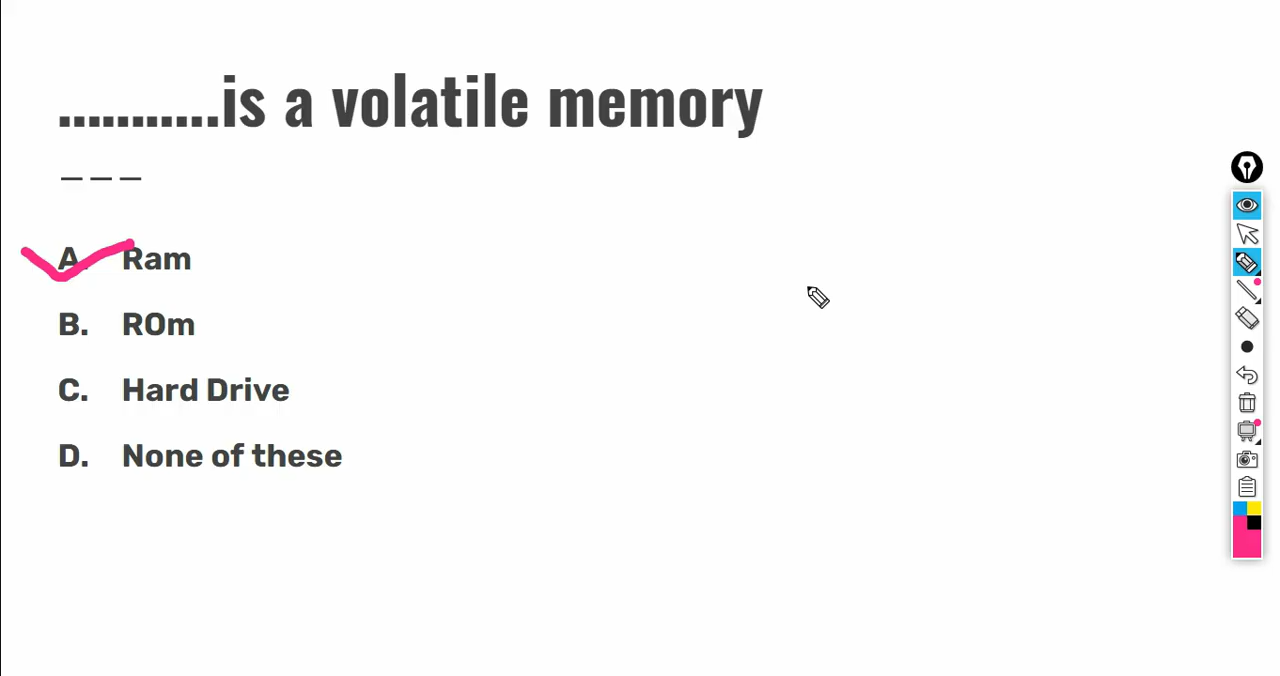 ...........is a volatile memory
A. Ram
B. ROm
C. Hard Drive
D. None of these